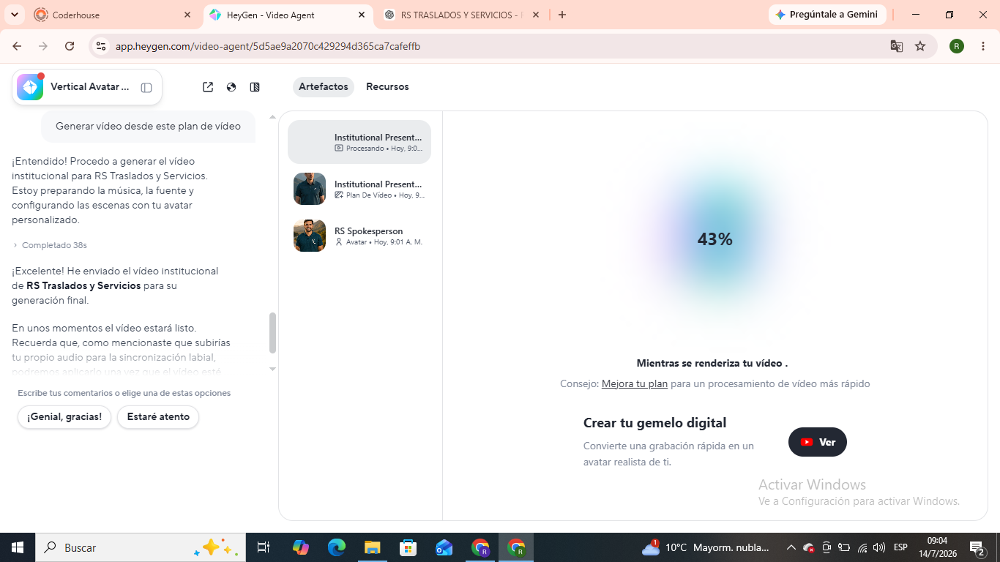 Coderhouse
HeyGen - Video Agent
RS TRASLADOS Y SERVICIOS -
Pregúntale a Gemini
app.heygen.com/video-agent/5d5ae9a2070c429294d365ca7cafeffb
R
Vertical Avatar ...
Artefactos
Recursos
Generar vídeo desde este plan de vídeo
¡Entendido! Procedo a generar el vídeo
institucional para RS Traslados y Servicios.
Estoy preparando la música, la fuente y
configurando las escenas con tu avatar
personalizado.
Completado 38s
¡Excelente! He enviado el vídeo institucional
de RS Traslados y Servicios para su
generación final.
En unos momentos el vídeo estará listo.
Recuerda que, como mencionaste que subirías
tu propio audio para la sincronización labial,
podremos aplicarlo una vez que el vídeo esté
Escribe tus comentarios o elige una de estas opciones
¡Genial, gracias!
Estaré atento
Institutional Present...
Procesando • Hoy, 9:0...
Institutional Present...
Plan De Vídeo • Hoy, 9...
RS Spokesperson
Avatar • Hoy, 9:01 A. M.
43%
Mientras se renderiza tu vídeo .
Consejo: Mejora tu plan para un procesamiento de vídeo más rápido
Crear tu gemelo digital
Convierte una grabación rápida en un
avatar realista de ti.
Ver
Activar Windows
Ve a Configuración para activar Windows.
Buscar
R
R
1
10°C Mayorm. nubla...
ESP
09:04
14/7/2026
2